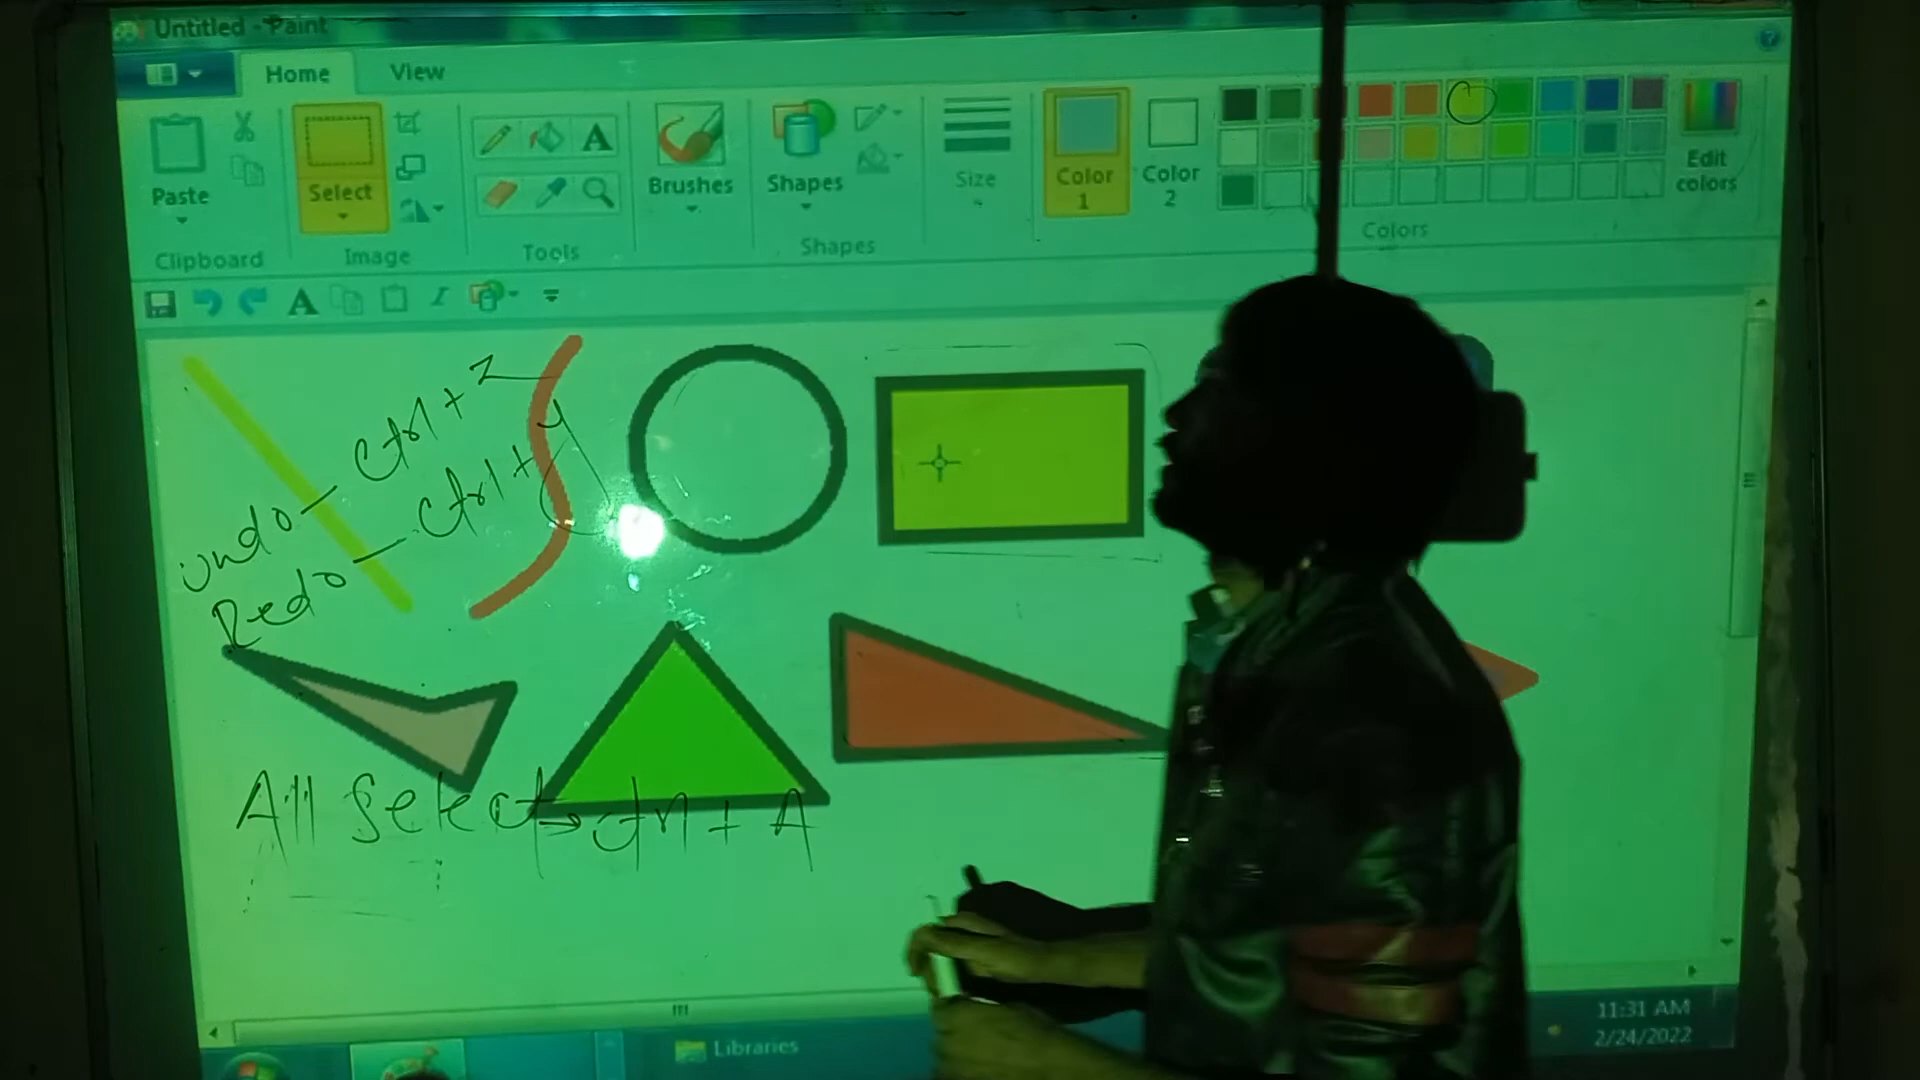 Untitled - Paint
Home View
Paste
Select
A
Brushes
Shapes
Size
Color 1
Color 2
Edit colors
Clipboard
Image
Tools
Shapes
Colors
A
Undo - Ctrl + Z
Redo - Ctrl + y
All Select → ctrl + A
Libraries
11:31 AM
2/24/2022